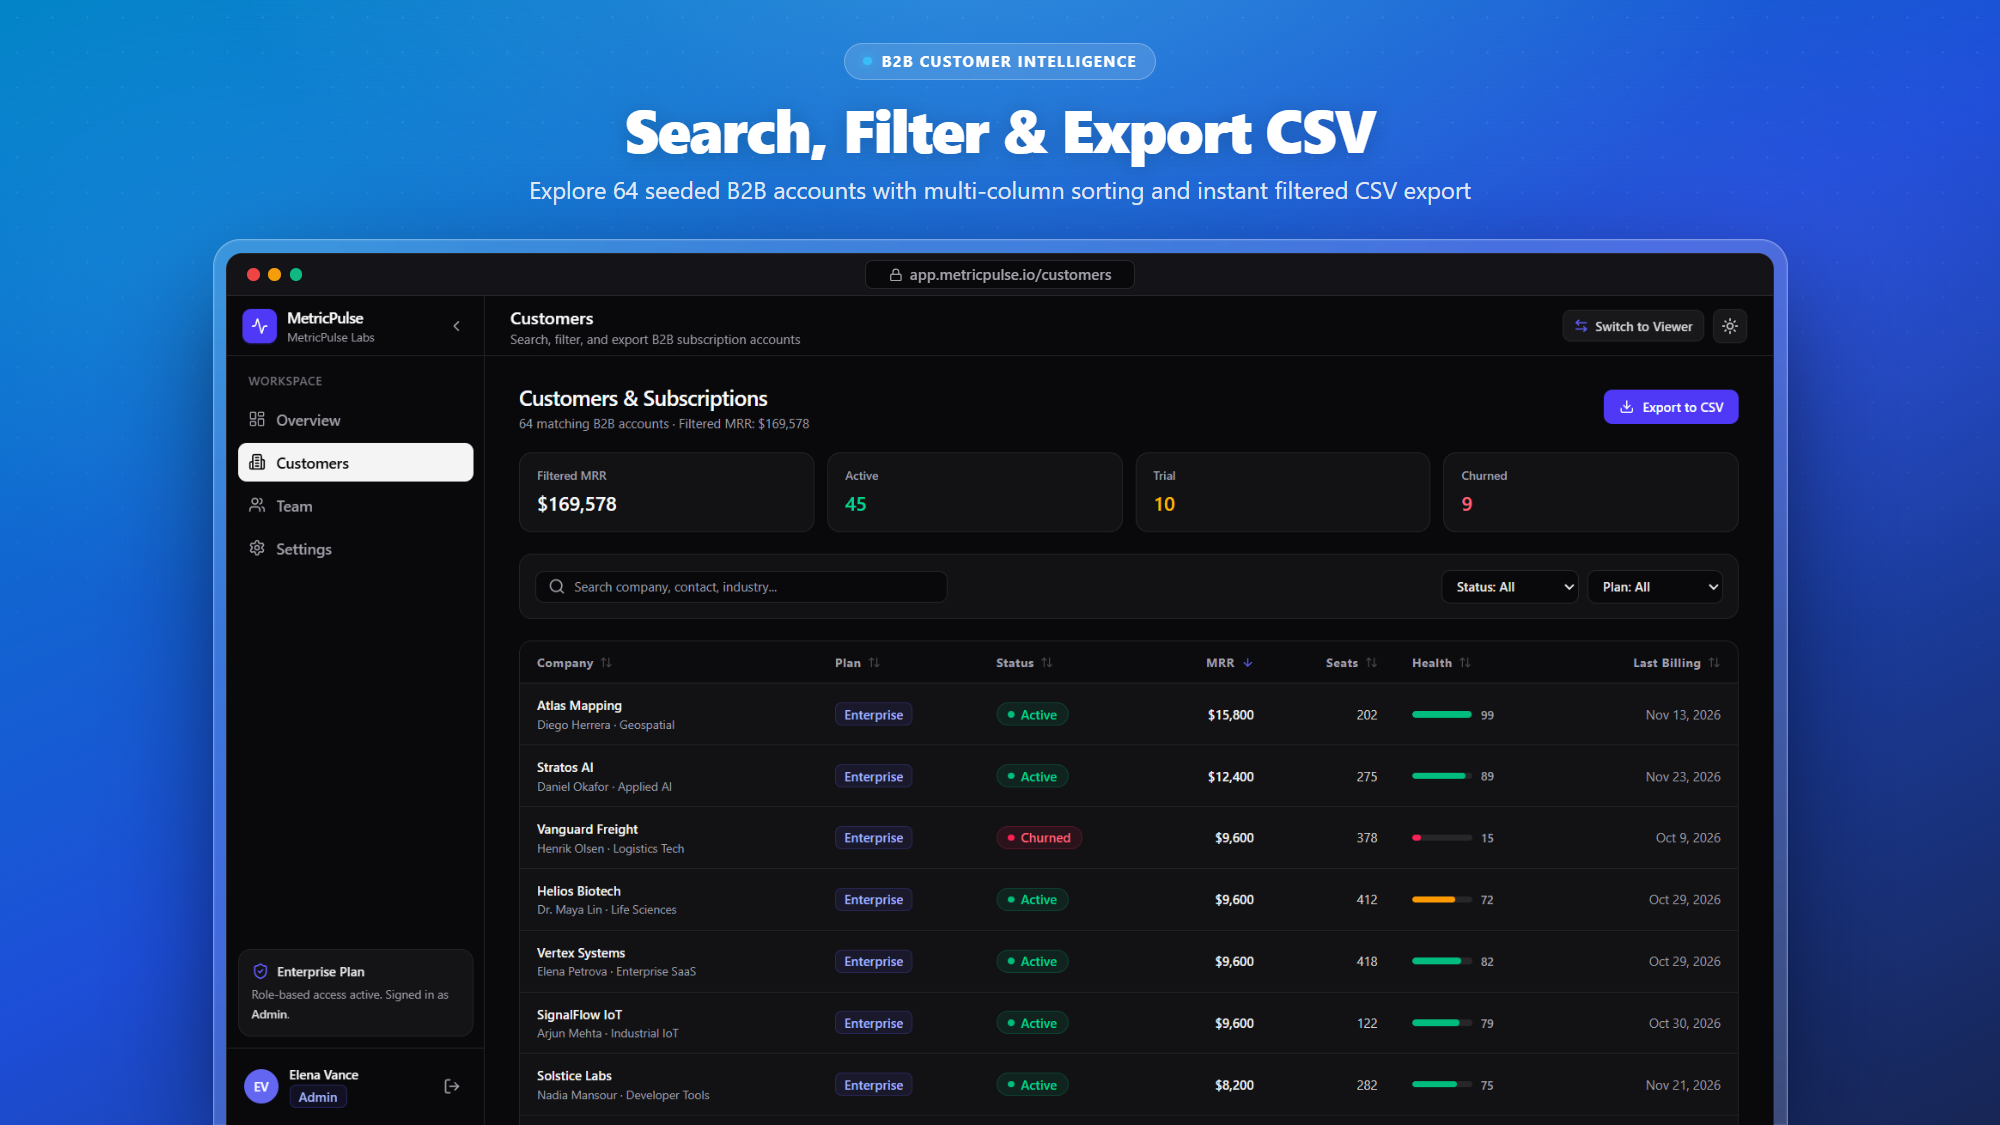 B2B CUSTOMER INTELLIGENCE
Search, Filter & Export CSV
Explore 64 seeded B2B accounts with multi-column sorting and instant filtered CSV export
app.metricpulse.io/customers
MetricPulse
MetricPulse Labs
Customers
Search, filter, and export B2B subscription accounts
Switch to Viewer
WORKSPACE
Overview
Customers
Team
Settings
Enterprise Plan
Role-based access active. Signed in as
Admin.
EV
Elena Vance
Admin
Customers & Subscriptions
64 matching B2B accounts · Filtered MRR: $169,578
Export to CSV
Filtered MRR
$169,578
Active
45
Trial
10
Churned
9
Search company, contact, industry...
Status: All
Plan: All
Company Plan Status MRR Seats Health Last Billing
Atlas Mapping
Diego Herrera · Geospatial
Enterprise Active $15,800 202 99 Nov 13, 2026
Stratos AI
Daniel Okafor · Applied AI
Enterprise Active $12,400 275 89 Nov 23, 2026
Vanguard Freight
Henrik Olsen · Logistics Tech
Enterprise Churned $9,600 378 15 Oct 9, 2026
Helios Biotech
Dr. Maya Lin · Life Sciences
Enterprise Active $9,600 412 72 Oct 29, 2026
Vertex Systems
Elena Petrova · Enterprise SaaS
Enterprise Active $9,600 418 82 Oct 29, 2026
SignalFlow IoT
Arjun Mehta · Industrial IoT
Enterprise Active $9,600 122 79 Oct 30, 2026
Solstice Labs
Nadia Mansour · Developer Tools
Enterprise Active $8,200 282 75 Nov 21, 2026